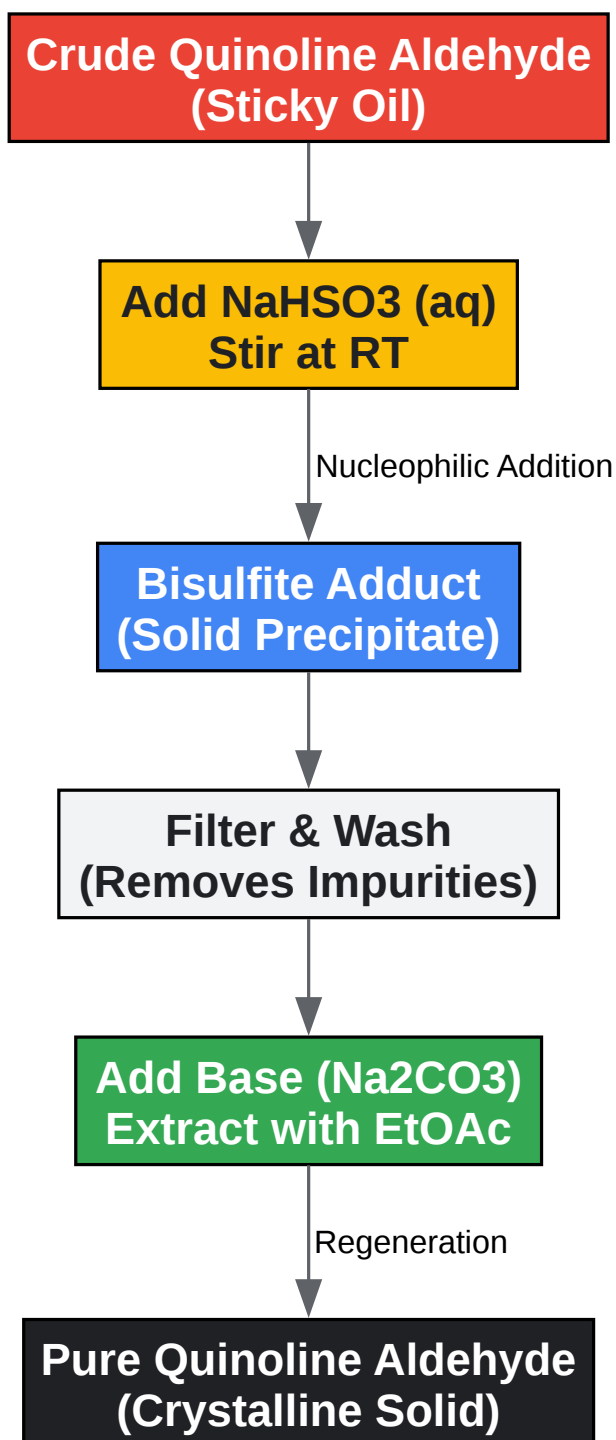 Crude Quinoline Aldehyde
(Sticky Oil)
Add NaHSO3 (aq)
Stir at RT
Nucleophilic Addition
Bisulfite Adduct
(Solid Precipitate)
Filter & Wash
(Removes Impurities)
Add Base (Na2CO3)
Extract with EtOAc
Regeneration
Pure Quinoline Aldehyde
(Crystalline Solid)